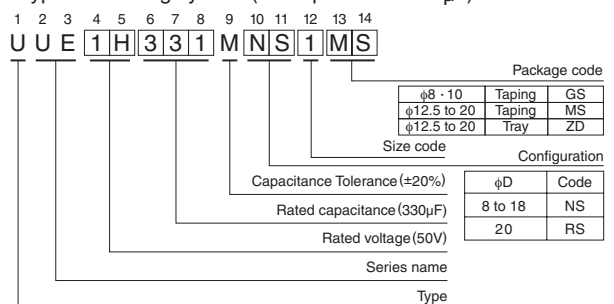 1 2 3 4 5 6 7 8 9 10 11 12 13 14
U U E 1 H 3 3 1 M N S 1 M S
Package code
ϕ8 · 10 Taping GS
ϕ12.5 to 20 Taping MS
ϕ12.5 to 20 Tray ZD
Size code
Configuration
ϕD Code
8 to 18 NS
20 RS
Capacitance Tolerance (±20%)
Rated capacitance (330µF)
Rated voltage (50V)
Series name
Type